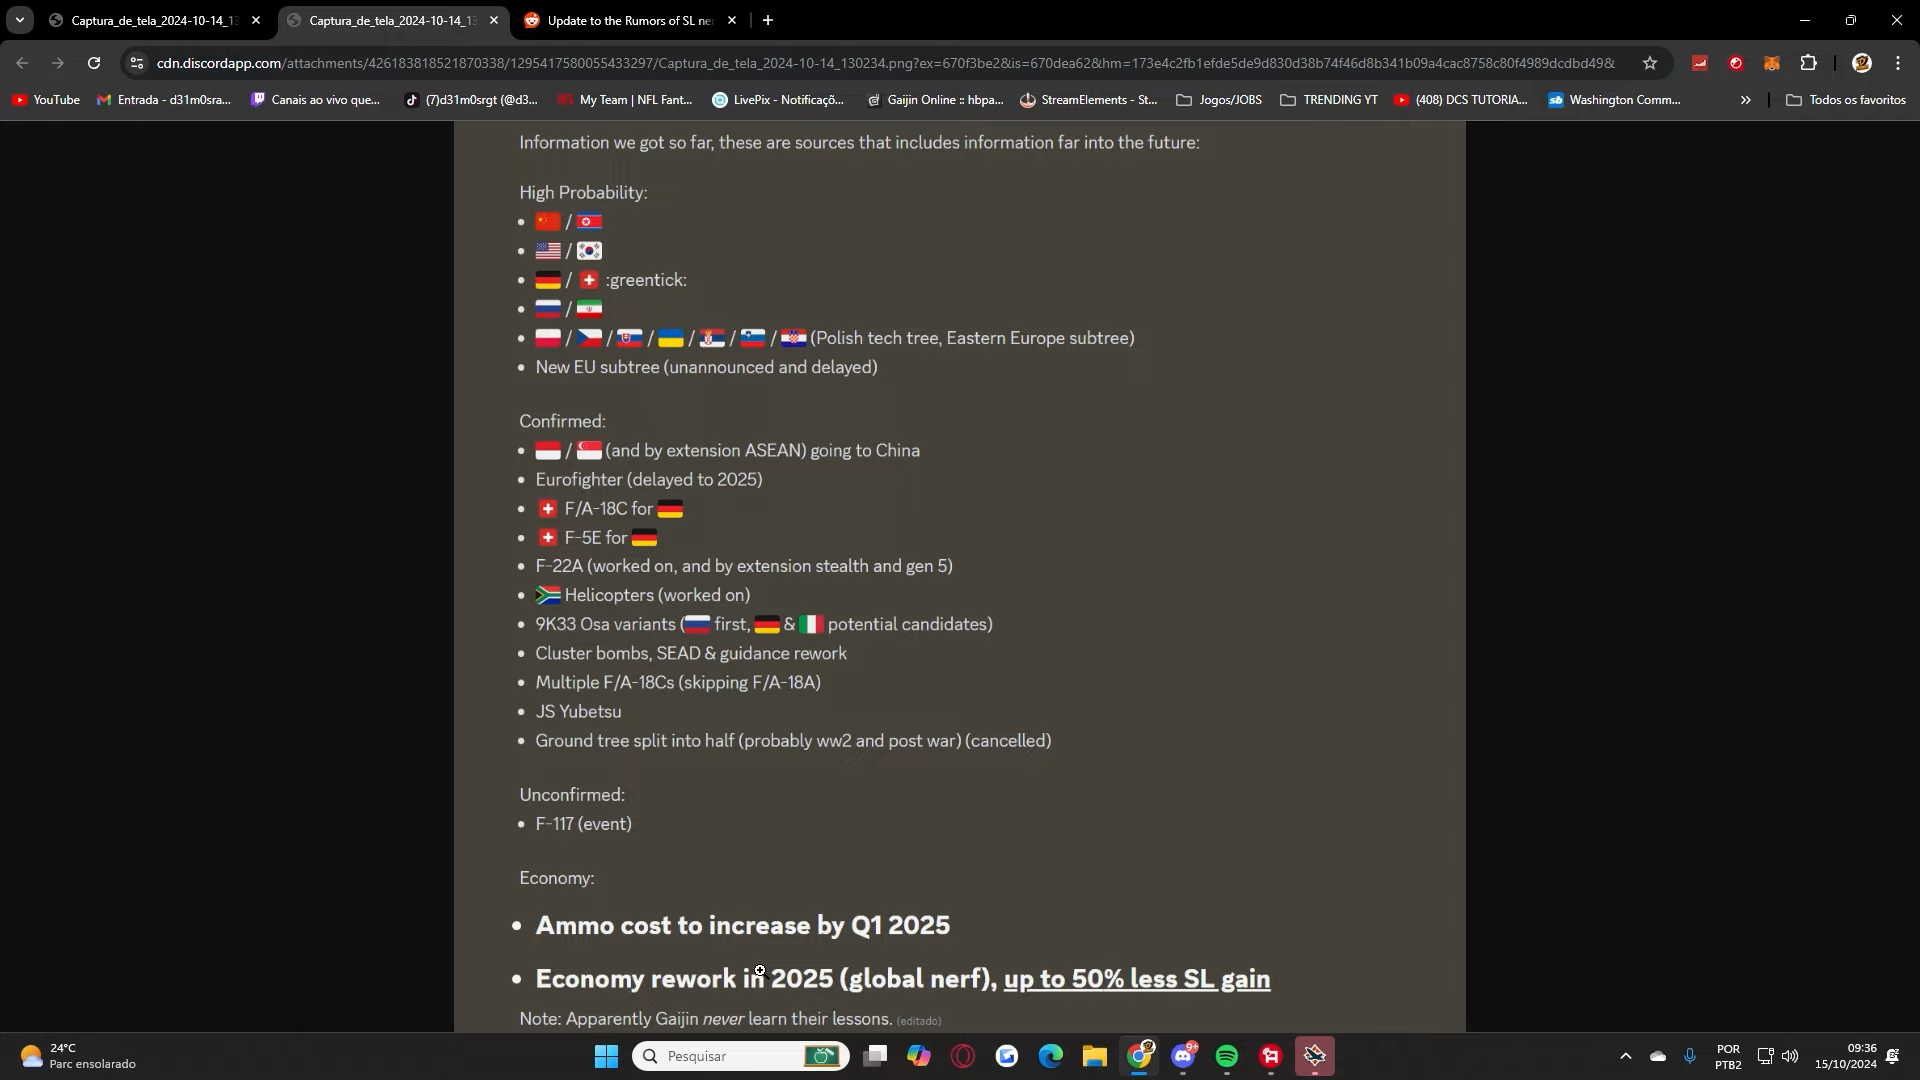 Captura_de_tela_2024-10-14_13
Captura_de_tela_2024-10-14_13
Update to the Rumors of SL ne
cdn.discordapp.com/attachments/426183818521870338/1295417580055433297/Captura_de_tela_2024-10-14_130234.png?ex=670f3be2&is=670dea62&hm=173e4c2fb1efde5de9d830d38b74f46d8b341b09a4cac8758c80f4989dcdbd49&
YouTube
Entrada - d31m0sra...
Canais ao vivo que...
(7)d31m0srgt (@d3...
My Team | NFL Fant...
LivePix - Notificaçõ...
Gaijin Online :: hbpa...
StreamElements - St...
Jogos/JOBS
TRENDING YT
(408) DCS TUTORIA...
Washington Comm...
Todos os favoritos
Information we got so far, these are sources that includes information far into the future:
High Probability:
• /
• /
• / :greentick:
• /
• / / / / / / (Polish tech tree, Eastern Europe subtree)
• New EU subtree (unannounced and delayed)
Confirmed:
• / (and by extension ASEAN) going to China
• Eurofighter (delayed to 2025)
• F/A-18C for
• F-5E for
• F-22A (worked on, and by extension stealth and gen 5)
• Helicopters (worked on)
• 9K33 Osa variants ( first, & potential candidates)
• Cluster bombs, SEAD & guidance rework
• Multiple F/A-18Cs (skipping F/A-18A)
• JS Yubetsu
• Ground tree split into half (probably ww2 and post war) (cancelled)
Unconfirmed:
• F-117 (event)
Economy:
• Ammo cost to increase by Q1 2025
• Economy rework in 2025 (global nerf), up to 50% less SL gain
Note: Apparently Gaijin never learn their lessons. (editado)
24°C
Parc ensolarado
Pesquisar
9+
POR
PTB2
09:36
15/10/2024